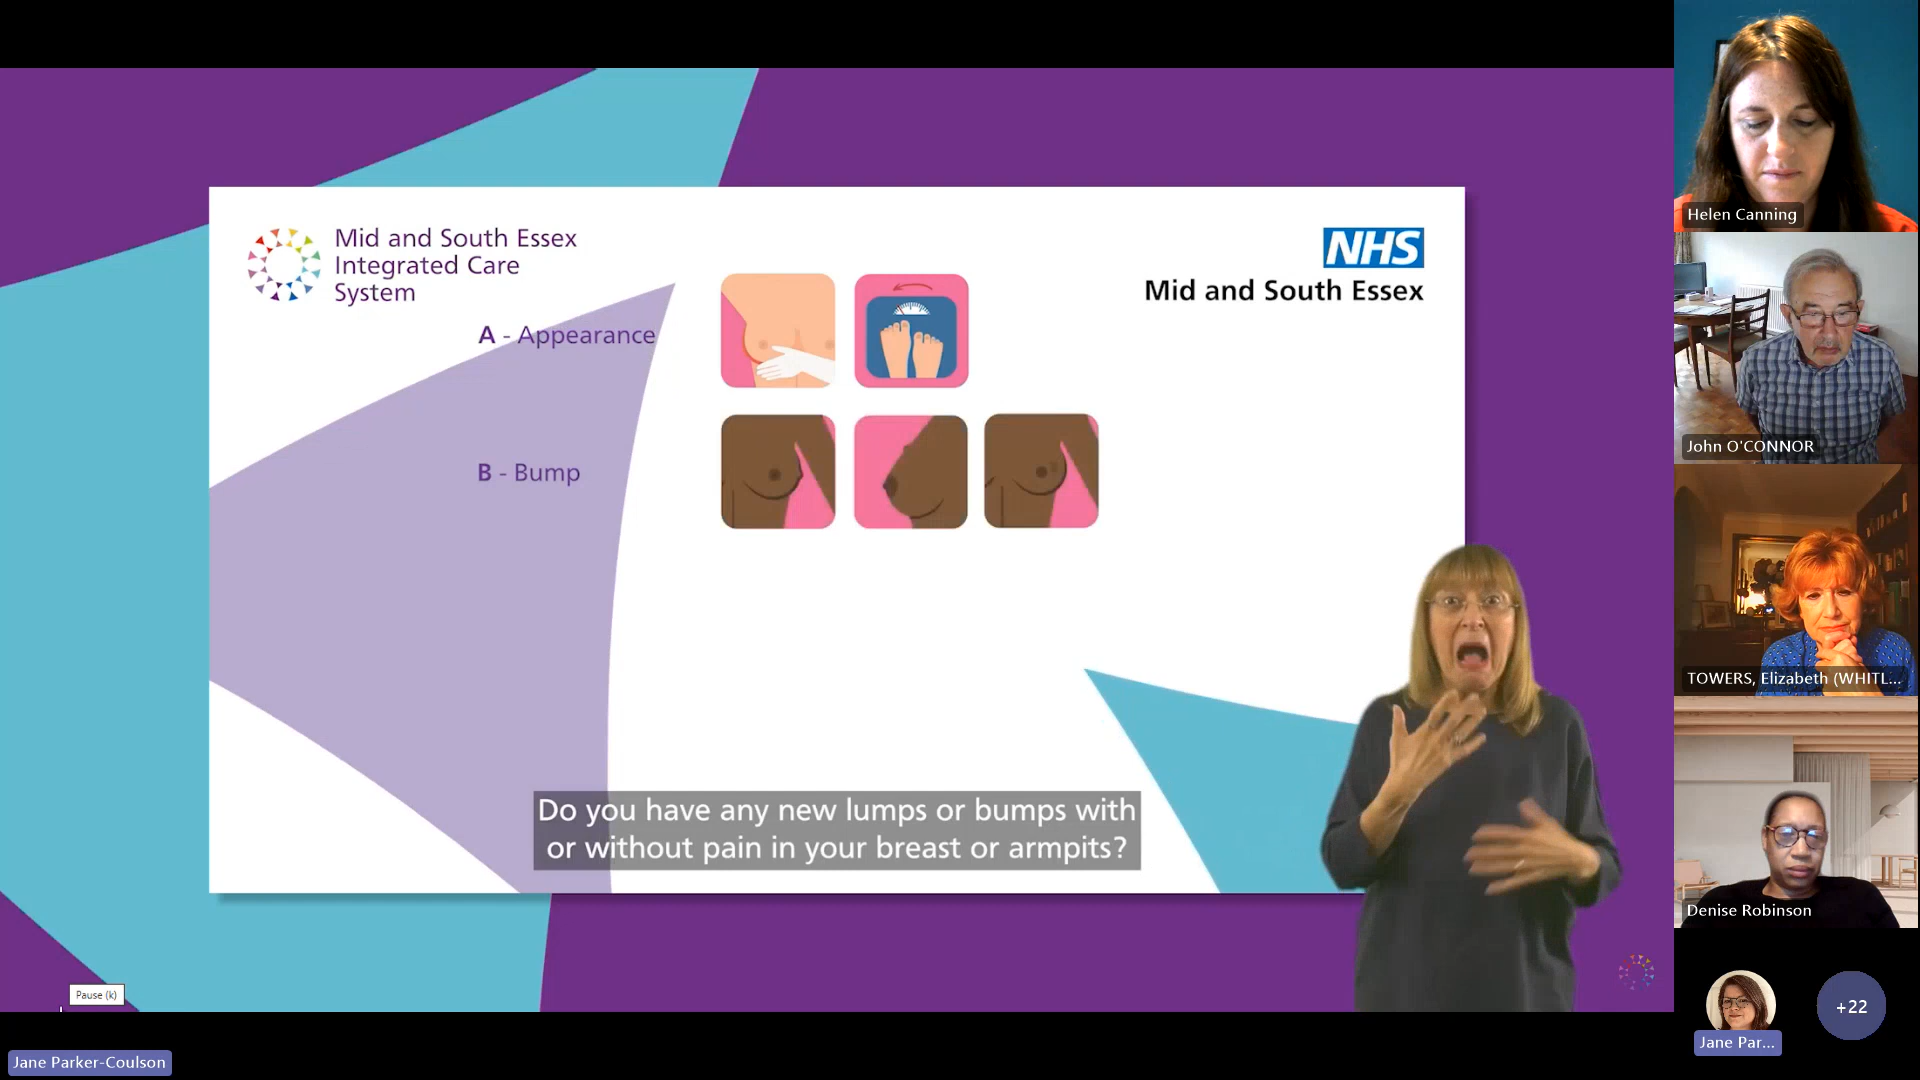 Mid and South Essex
Integrated Care
System
NHS
Mid and South Essex
A - Appearance
B - Bump
Do you have any new lumps or bumps with
or without pain in your breast or armpits?
Pause (k)
Jane Parker-Coulson
Helen Canning
John O'CONNOR
TOWERS, Elizabeth (WHITL...
Denise Robinson
Jane Par...
+22